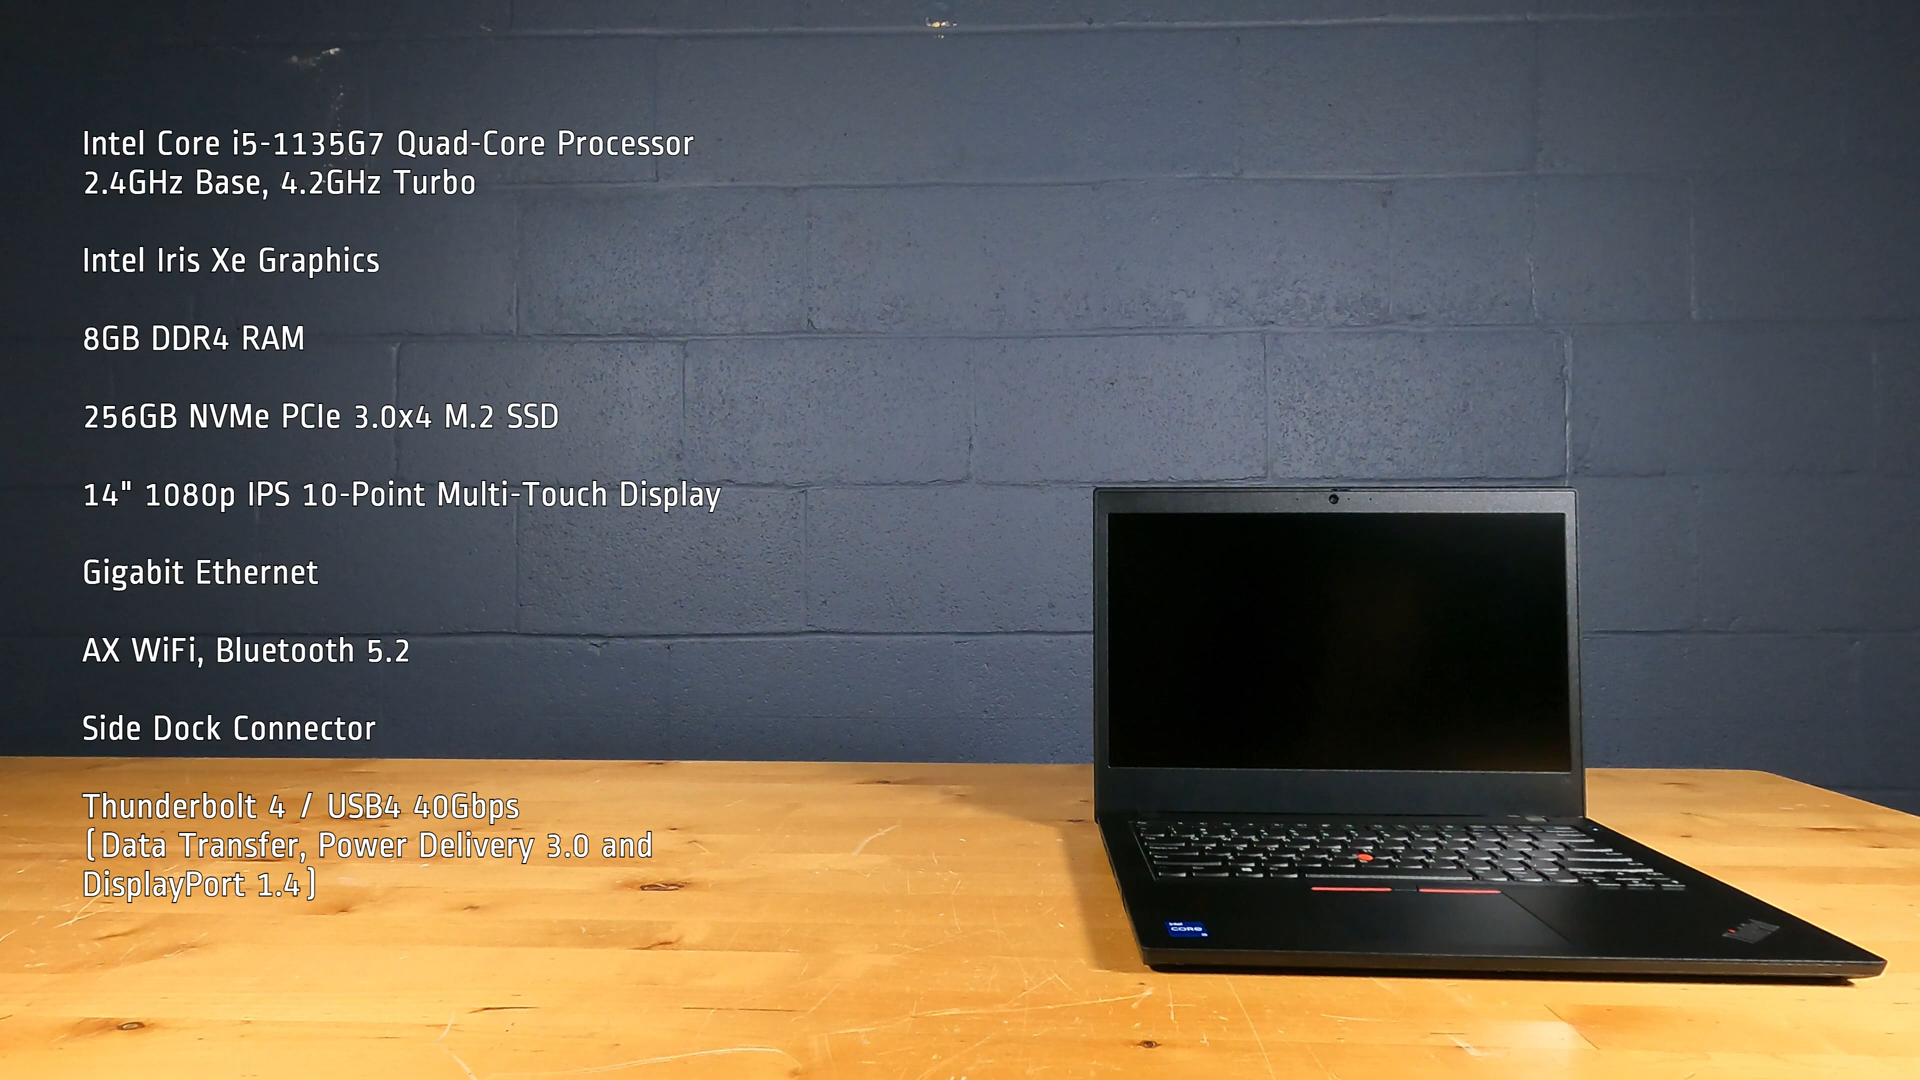 Intel Core i5-1135G7 Quad-Core Processor
2.4GHz Base, 4.2GHz Turbo
Intel Iris Xe Graphics
8GB DDR4 RAM
256GB NVMe PCIe 3.0x4 M.2 SSD
14" 1080p IPS 10-Point Multi-Touch Display
Gigabit Ethernet
AX WiFi, Bluetooth 5.2
Side Dock Connector
Thunderbolt 4 / USB4 40Gbps
(Data Transfer, Power Delivery 3.0 and
DisplayPort 1.4)
intel
CORE
ThinkPad